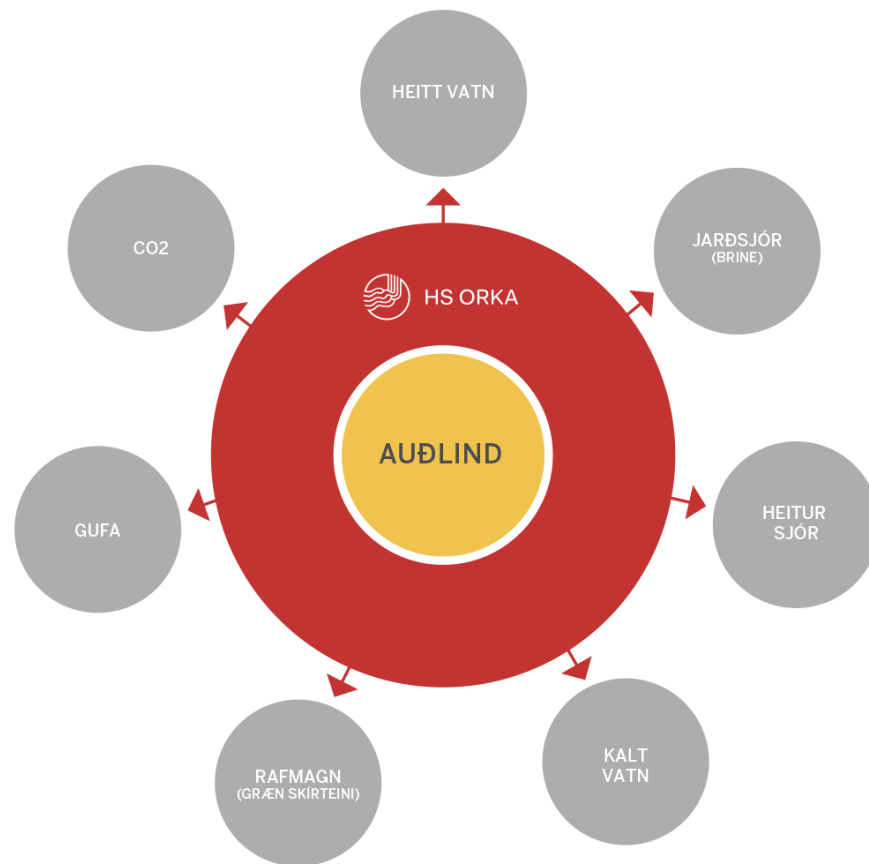 HEITT VATN
JARÐSJÓR
(BRINE)
CO2
HS ORKA
AUÐLIND
HEITUR
SJÓR
GUFA
KALT
VATN
RAFMAGN
(GRÆN SKÍRTEINI)